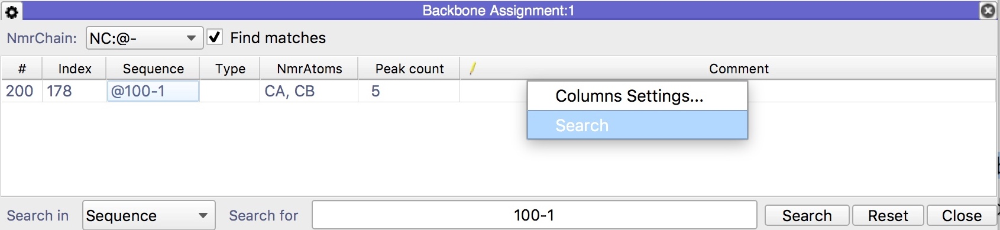 Backbone Assignment:1
NmrChain: NC:@- Find matches
# Index Sequence Type NmrAtoms Peak count Comment
200 178 @100-1 CA, CB 5
Columns Settings...
Search
Search in Sequence Search for 100-1 Search Reset Close